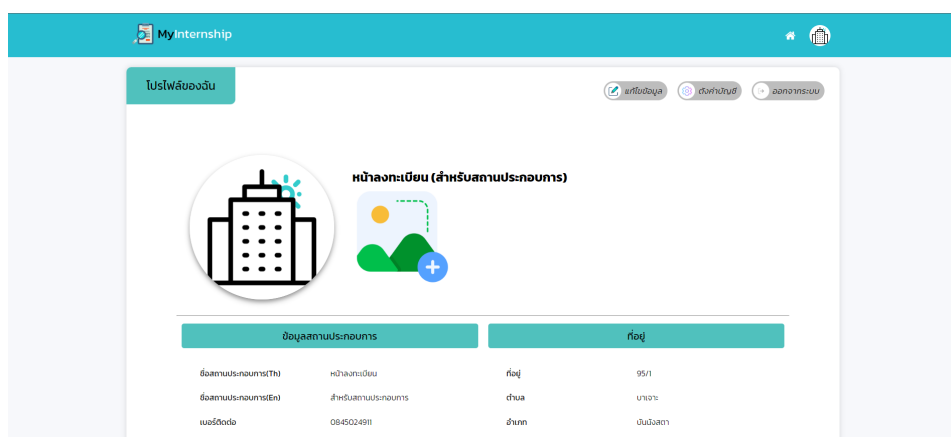 MyInternship
โปรไฟล์ของฉัน
แก้ไขข้อมูล
ตั้งค่าบัญชี
ออกจากระบบ
หน้าลงทะเบียน (สำหรับสถานประกอบการ)
ข้อมูลสถานประกอบการ
ที่อยู่
ชื่อสถานประกอบการ(Th) หน้าลงทะเบียน
ที่อยู่ 95/1
ชื่อสถานประกอบการ(En) สำหรับสถานประกอบการ
ตำบล บาเจาะ
เบอร์ติดต่อ 0845024911
อำเภอ บันนังสตา